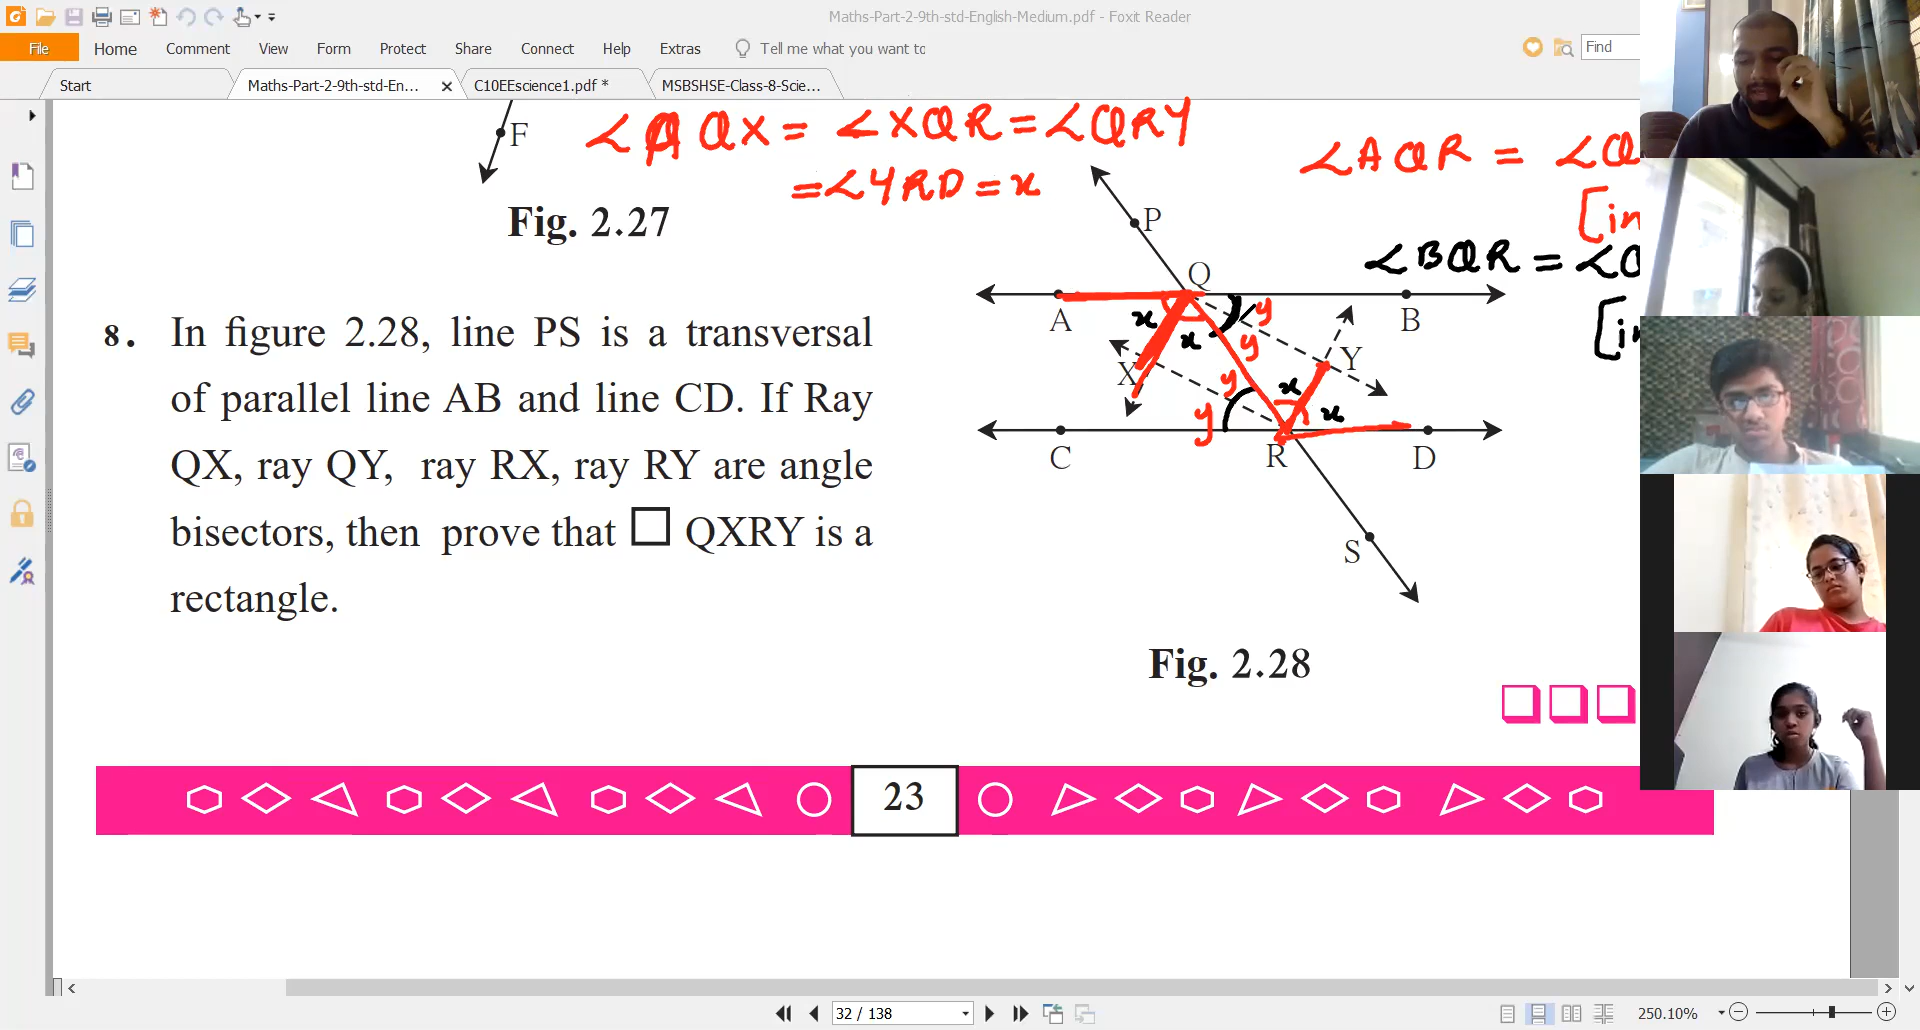 Maths-Part-2-9th-std-English-Medium.pdf - Foxit Reader
File Home Comment View Form Protect Share Connect Help Extras Tell me what you want to Find
Start Maths-Part-2-9th-std-En... C10EEscience1.pdf * MSBSHSE-Class-8-Scie...
F
Fig. 2.27
∠AQX = ∠XQR = ∠QRY
= ∠YRD = x
∠AQR = ∠Q
[in
∠BQR = ∠
[in
8. In figure 2.28, line PS is a transversal
of parallel line AB and line CD. If Ray
QX, ray QY, ray RX, ray RY are angle
bisectors, then prove that □ QXRY is a
rectangle.
P
Q
A
B
x
x
y
y
X
Y
y
y
x
x
C
R
D
S
Fig. 2.28
23
32 / 138
250.10%